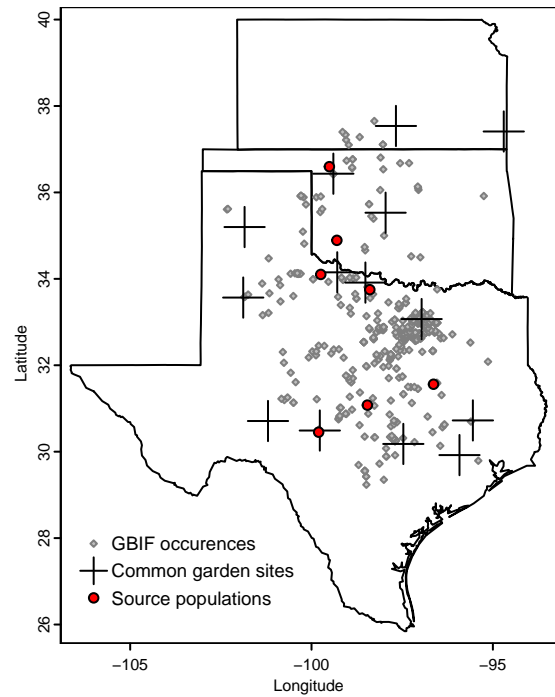 40
38
36
34
32
30
28
26
Latitude
GBIF occurences
Common garden sites
Source populations
−105
−100
−95
Longitude